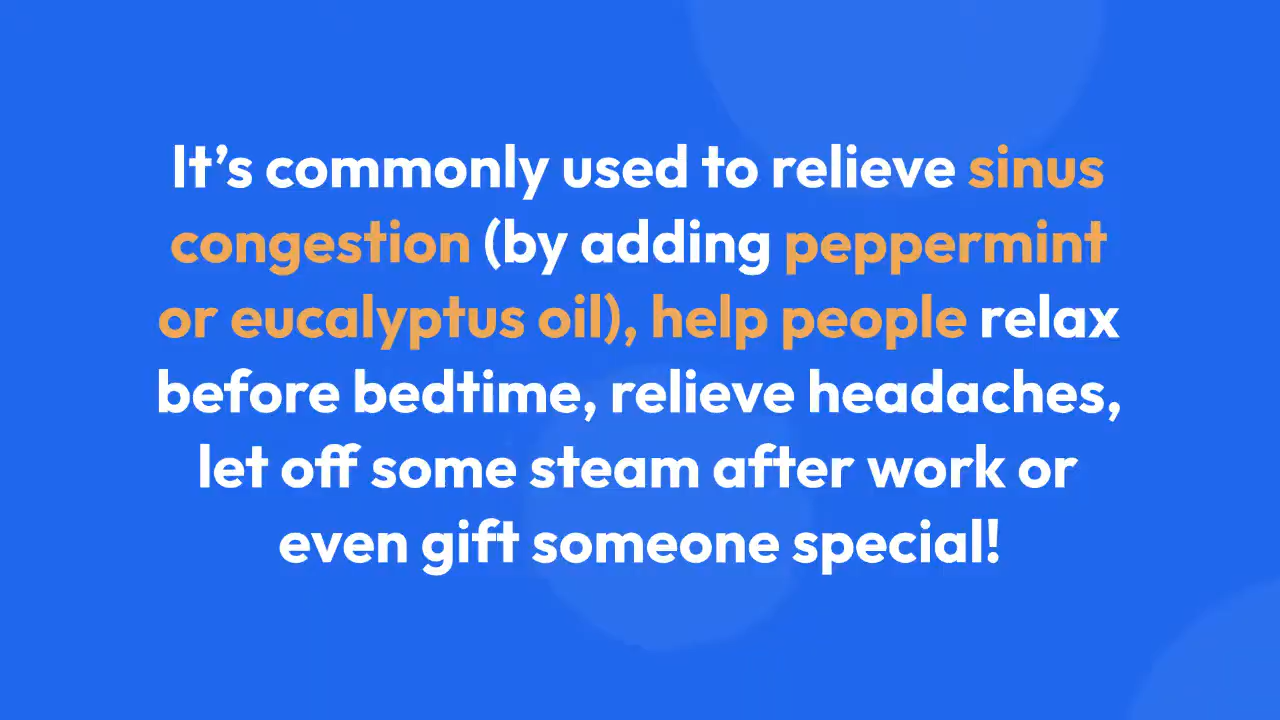 It’s commonly used to relieve sinus
congestion (by adding peppermint
or eucalyptus oil), help people relax
before bedtime, relieve headaches,
let off some steam after work or
even gift someone special!